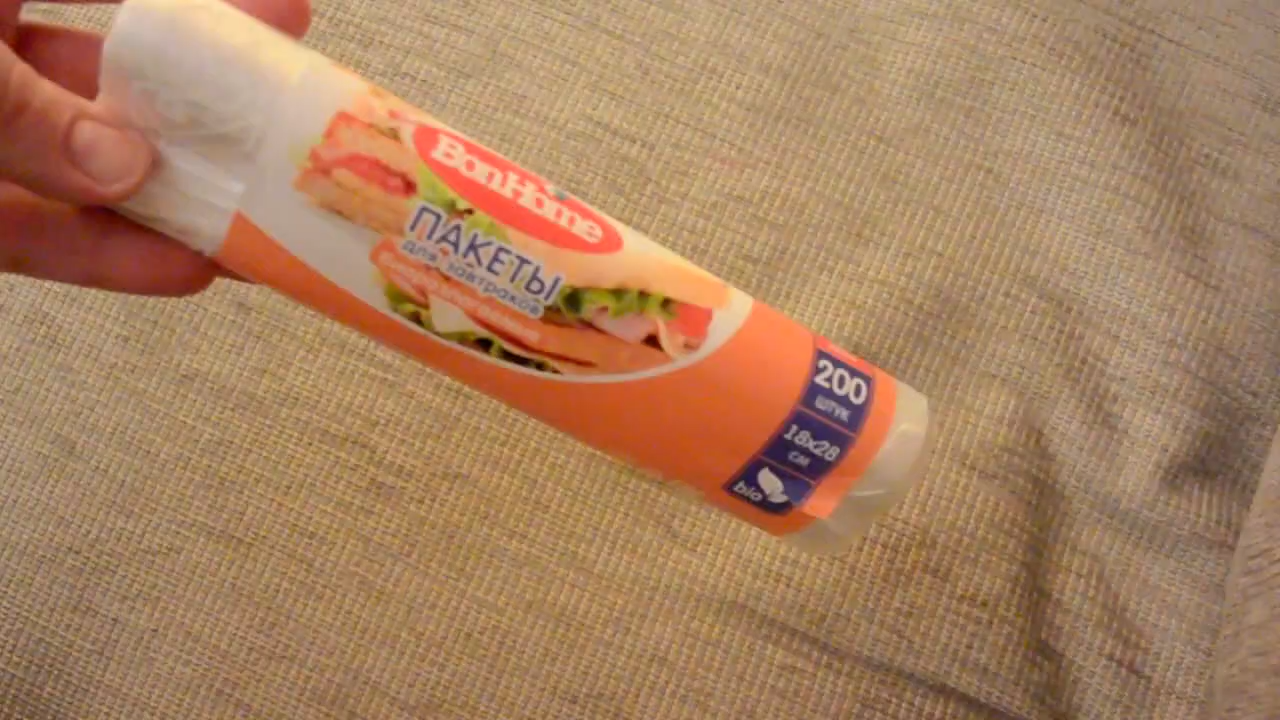 BonHome
ПАКЕТЫ
для завтраков
200
ШТУК
18x28
см
bio